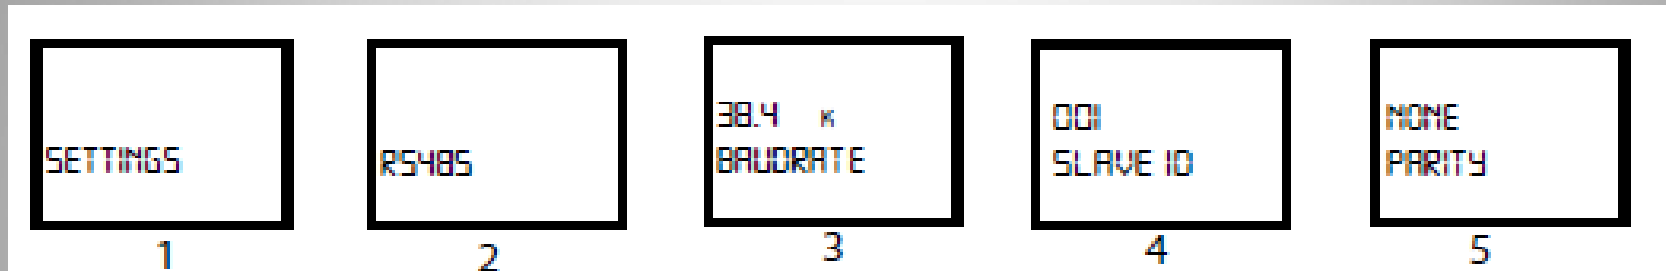 SETTINGS
1
RS485
2
38.4 K
BAUDRATE
3
001
SLAVE ID
4
NONE
PARITY
5